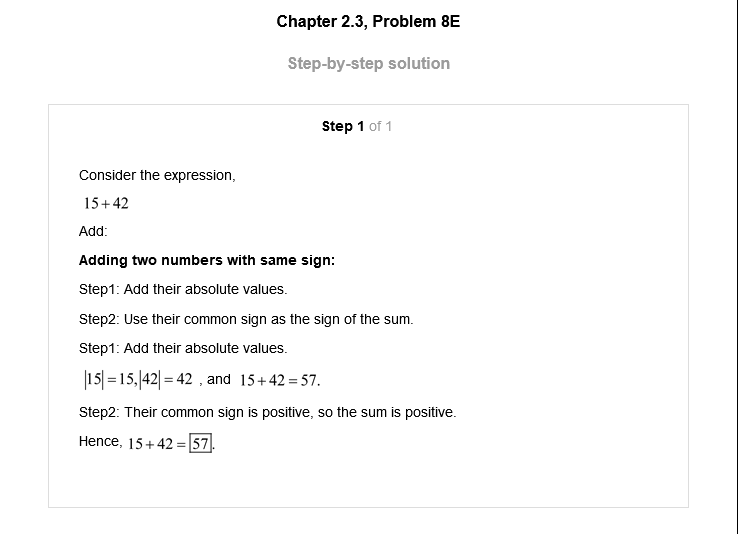 Chapter 2.3, Problem 8E
Step-by-step solution
Step 1 of 1
Consider the expression,
15+42
Add:
Adding two numbers with same sign:
Step1: Add their absolute values.
Step2: Use their common sign as the sign of the sum.
Step1: Add their absolute values.
|15|=15,|42|=42 , and 15+42=57.
Step2: Their common sign is positive, so the sum is positive.
Hence, 15+42=57.